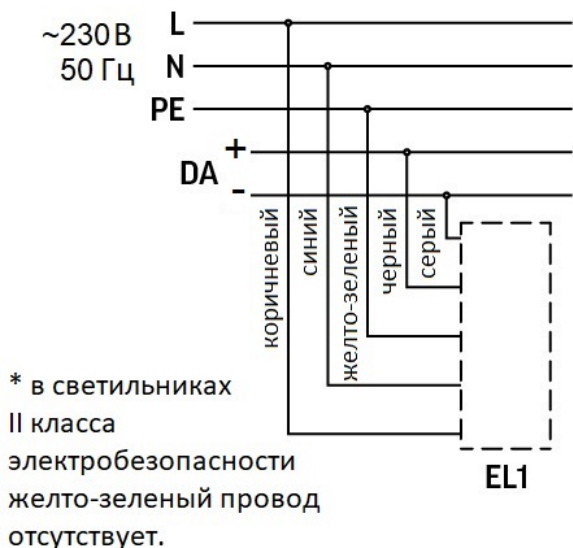 L
~230 В
50 Гц
N
PE
+
DA
-
коричневый
синий
желто-зеленый
черный
серый
* в светильниках
II класса
электробезопасности
желто-зеленый провод
отсутствует.
EL1